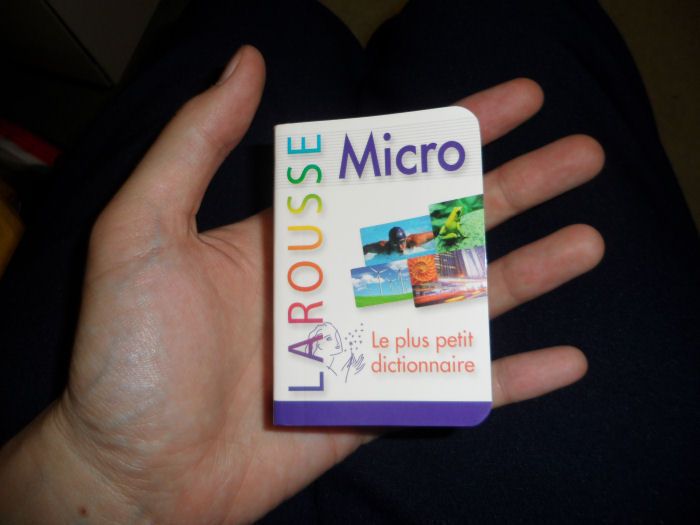 LAROUSSE
Micro
Le plus petit
dictionnaire